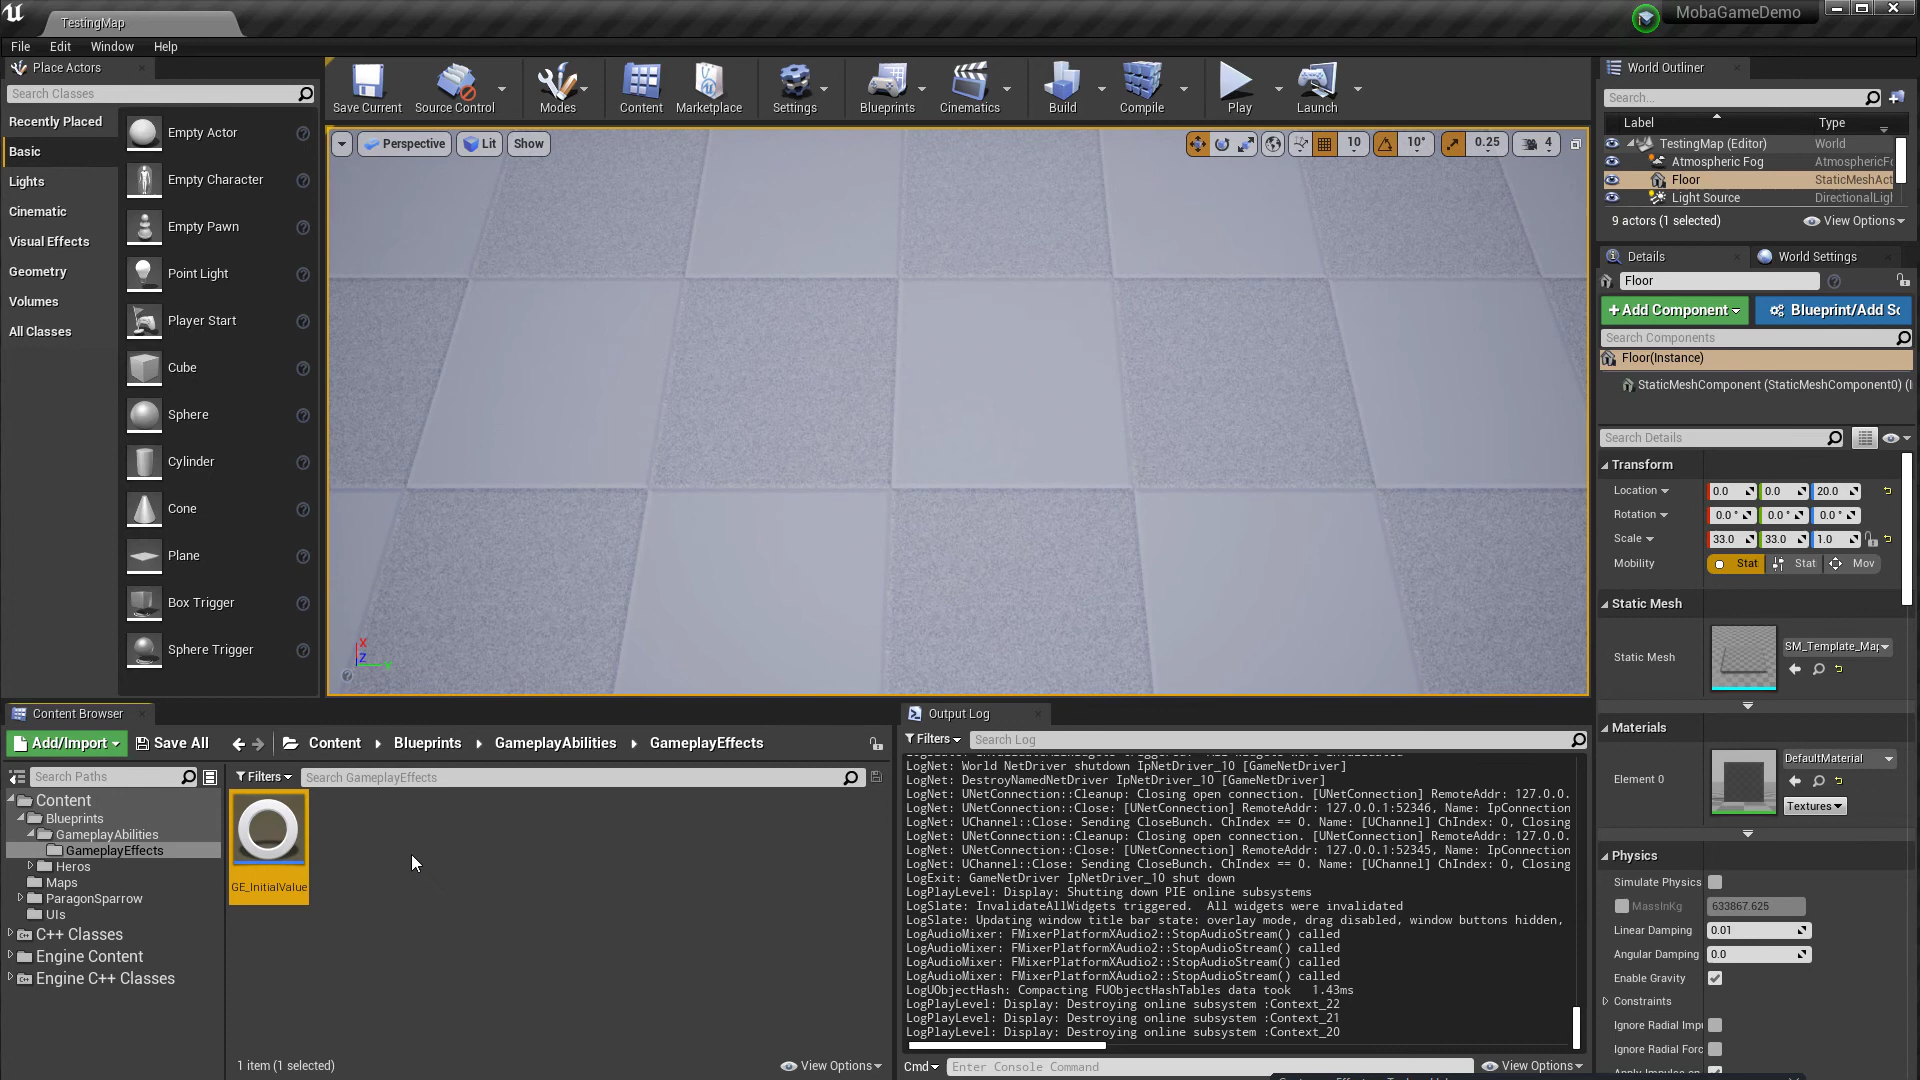 TestingMap
MobaGameDemo
File Edit Window Help
Place Actors
Search Classes
Recently Placed
Basic
Lights
Cinematic
Visual Effects
Geometry
Volumes
All Classes
Empty Actor
Empty Character
Empty Pawn
Point Light
Player Start
Cube
Sphere
Cylinder
Cone
Plane
Box Trigger
Sphere Trigger
Save Current
Source Control
Modes
Content
Marketplace
Settings
Blueprints
Cinematics
Build
Compile
Play
Launch
Perspective Lit Show
10 10° 0.25 4
X
Z
Y
World Outliner
Search...
Label Type
TestingMap (Editor) World
Atmospheric Fog AtmosphericFo
Floor StaticMeshAct
Light Source DirectionalLigh
9 actors (1 selected) View Options
Details World Settings
Floor
+Add Component Blueprint/Add Sc
Search Components
Floor(Instance)
StaticMeshComponent (StaticMeshComponent0) (I
Search Details
Transform
Location 0.0 0.0 20.0
Rotation 0.0 ° 0.0 ° 0.0 °
Scale 33.0 33.0 1.0
Mobility Stat Stat Mov
Static Mesh
Static Mesh SM_Template_Map
Materials
Element 0 DefaultMaterial
Textures
Physics
Simulate Physics
MassInKg 633867.625
Linear Damping 0.01
Angular Damping 0.0
Enable Gravity
Constraints
Ignore Radial Impu
Ignore Radial Forc
Content Browser
Add/Import Save All Content Blueprints GameplayAbilities GameplayEffects
Search Paths Filters Search GameplayEffects
Content
Blueprints
GameplayAbilities
GameplayEffects
Heros
Maps
ParagonSparrow
UIs
C++ Classes
Engine Content
Engine C++ Classes
GE_InitialValue
1 item (1 selected) View Options
Output Log
Filters Search Log
LogNet: World NetDriver shutdown IpNetDriver_10 [GameNetDriver]
LogNet: DestroyNamedNetDriver IpNetDriver_10 [GameNetDriver]
LogNet: UNetConnection::Cleanup: Closing open connection. [UNetConnection] RemoteAddr: 127.0.0.
LogNet: UNetConnection::Close: [UNetConnection] RemoteAddr: 127.0.0.1:52346, Name: IpConnection
LogNet: UChannel::Close: Sending CloseBunch. ChIndex == 0. Name: [UChannel] ChIndex: 0, Closing
LogNet: UNetConnection::Cleanup: Closing open connection. [UNetConnection] RemoteAddr: 127.0.0.
LogNet: UNetConnection::Close: [UNetConnection] RemoteAddr: 127.0.0.1:52345, Name: IpConnection
LogNet: UChannel::Close: Sending CloseBunch. ChIndex == 0. Name: [UChannel] ChIndex: 0, Closing
LogExit: GameNetDriver IpNetDriver_10 shut down
LogPlayLevel: Display: Shutting down PIE online subsystems
LogSlate: InvalidateAllWidgets triggered. All widgets were invalidated
LogSlate: Updating window title bar state: overlay mode, drag disabled, window buttons hidden,
LogAudioMixer: FMixerPlatformXAudio2::StopAudioStream() called
LogAudioMixer: FMixerPlatformXAudio2::StopAudioStream() called
LogAudioMixer: FMixerPlatformXAudio2::StopAudioStream() called
LogAudioMixer: FMixerPlatformXAudio2::StopAudioStream() called
LogUObjectHash: Compacting FUObjectHashTables data took 1.43ms
LogPlayLevel: Display: Destroying online subsystem :Context_22
LogPlayLevel: Display: Destroying online subsystem :Context_21
LogPlayLevel: Display: Destroying online subsystem :Context_20
Cmd Enter Console Command View Options